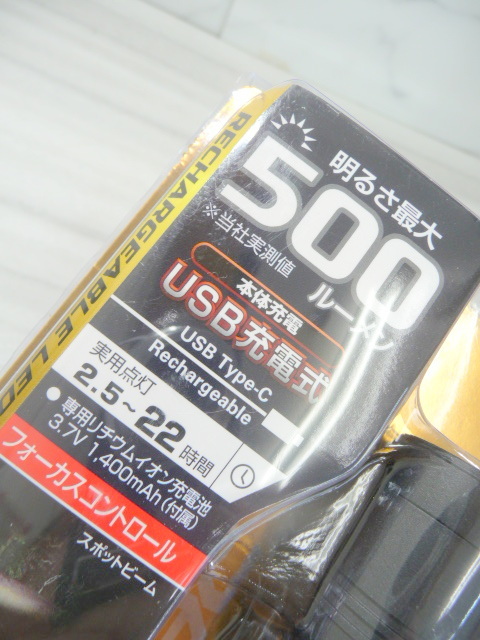 RECHARGEABLE LED
明るさ最大
500
ルーメン
※当社実測値
本体充電
USB充電式
USB Type-C
Rechargeable
実用点灯
2.5~22時間
●専用リチウムイオン充電池
3.7V 1,400mAh(付属)
フォーカスコントロール
スポットビーム